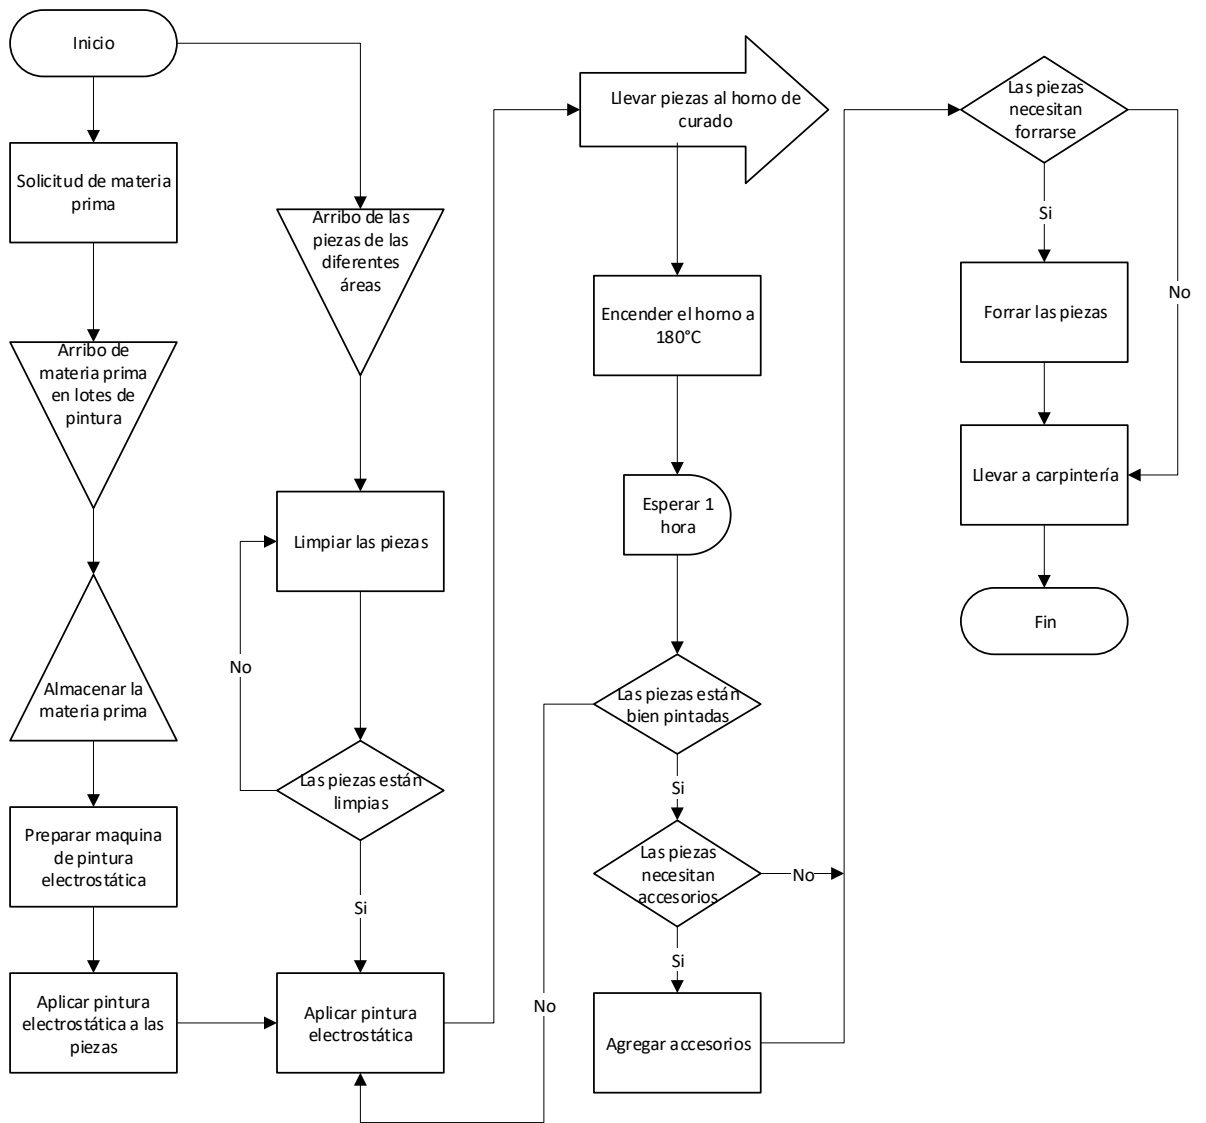 Inicio
Solicitud de materia
prima
Arribo de
materia prima
en lotes de
pintura
Almacenar la
materia prima
Preparar maquina
de pintura
electrostática
Aplicar pintura
electrostática a las
piezas
Arribo de las
piezas de las
diferentes
áreas
Limpiar las piezas
No
Las piezas están
limpias
Si
Aplicar pintura
electrostática
Llevar piezas al horno de
curado
Encender el horno a
180°C
Esperar 1
hora
Las piezas están
bien pintadas
No
Si
Las piezas
necesitan
accesorios
No
Si
Agregar accesorios
Las piezas
necesitan
forrarse
Si
No
Forrar las piezas
Llevar a carpintería
Fin